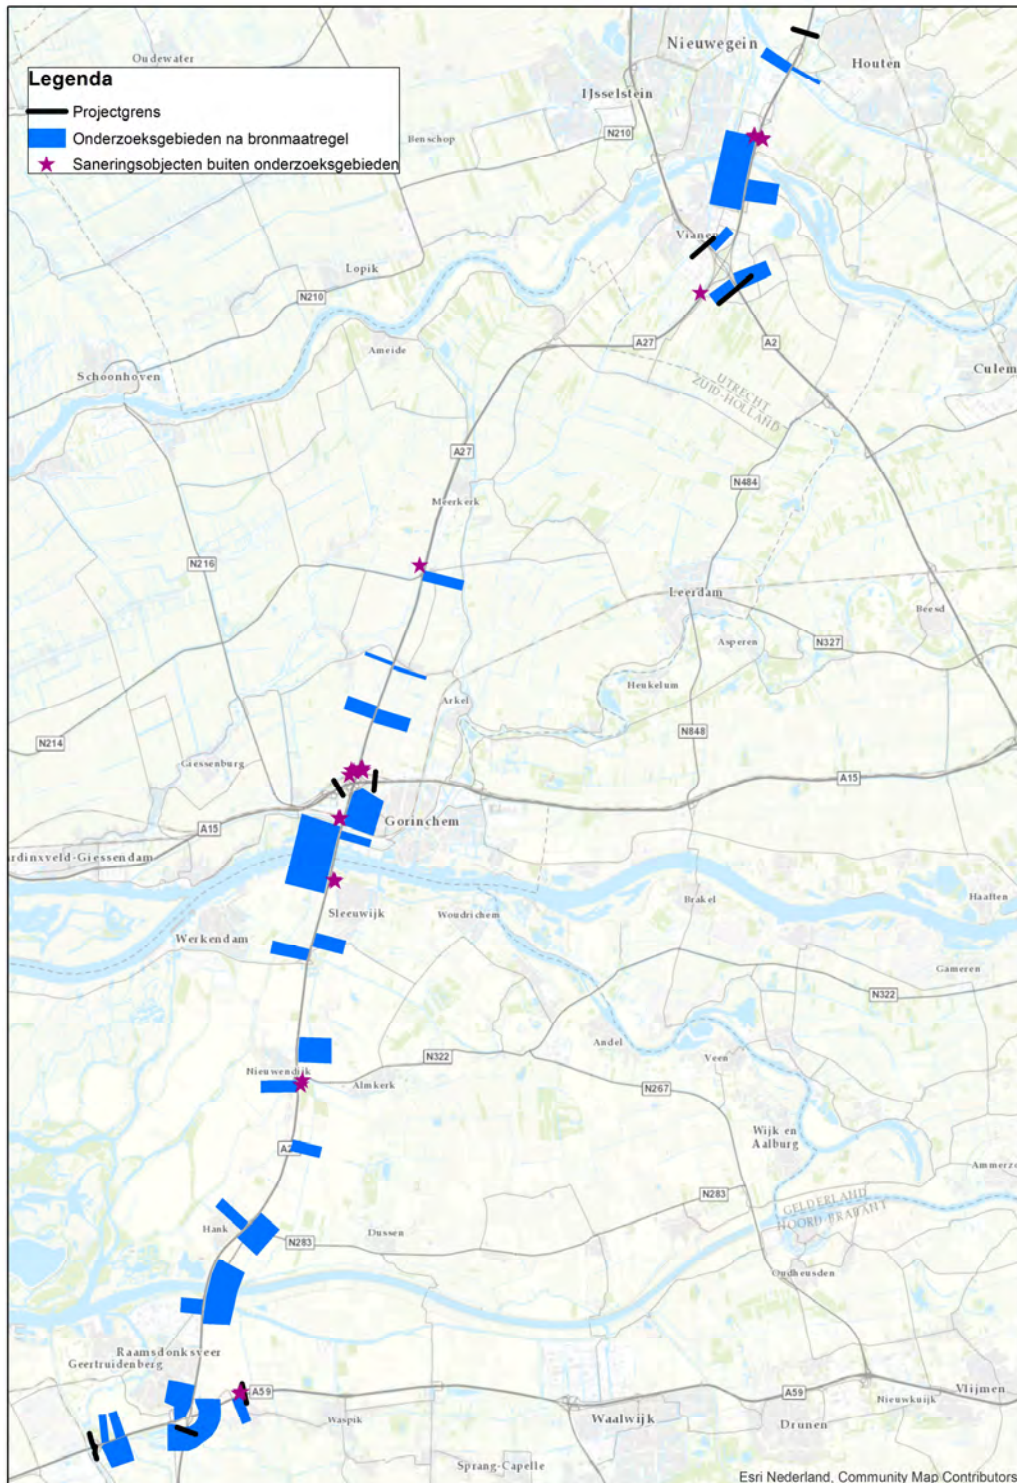 Oudewater
Nieuwegein
Houten
Legenda
Projectgrens
Onderzoeksgebieden na bronmaatregel
Saneringsobjecten buiten onderzoeksgebieden
IJsselstein
N210
Benschop
Lopik
N210
Ameide
A27
A2
Schoonhoven
Culem
UTRECHT
ZUID-HOLLAND
A27
N484
Meerkerk
N216
Leerdam
Beesd
Asperen
N327
Heukelum
Arkel
N214
N848
Giessenburg
A15
A15
Gorinchem
ardinxveld-Giessendam
Brakel
Haaften
Sleeuwijk
Woudrichem
Werkendam
Gameren
N322
Andel
N322
Veen
Nieuwendijk
Almkerk
N267
Wijk en
Aalburg
Ammerzo
N283
GELDERLAND
NOORD-BRABANT
Hank
N283
Dussen
Oudheusden
Raamsdonksveer
Geertruidenberg
A59
A59
Nieuwkuijk
Vlijmen
Waspik
Waalwijk
Drunen
Sprang-Capelle
Esri Nederland, Community Map Contributors